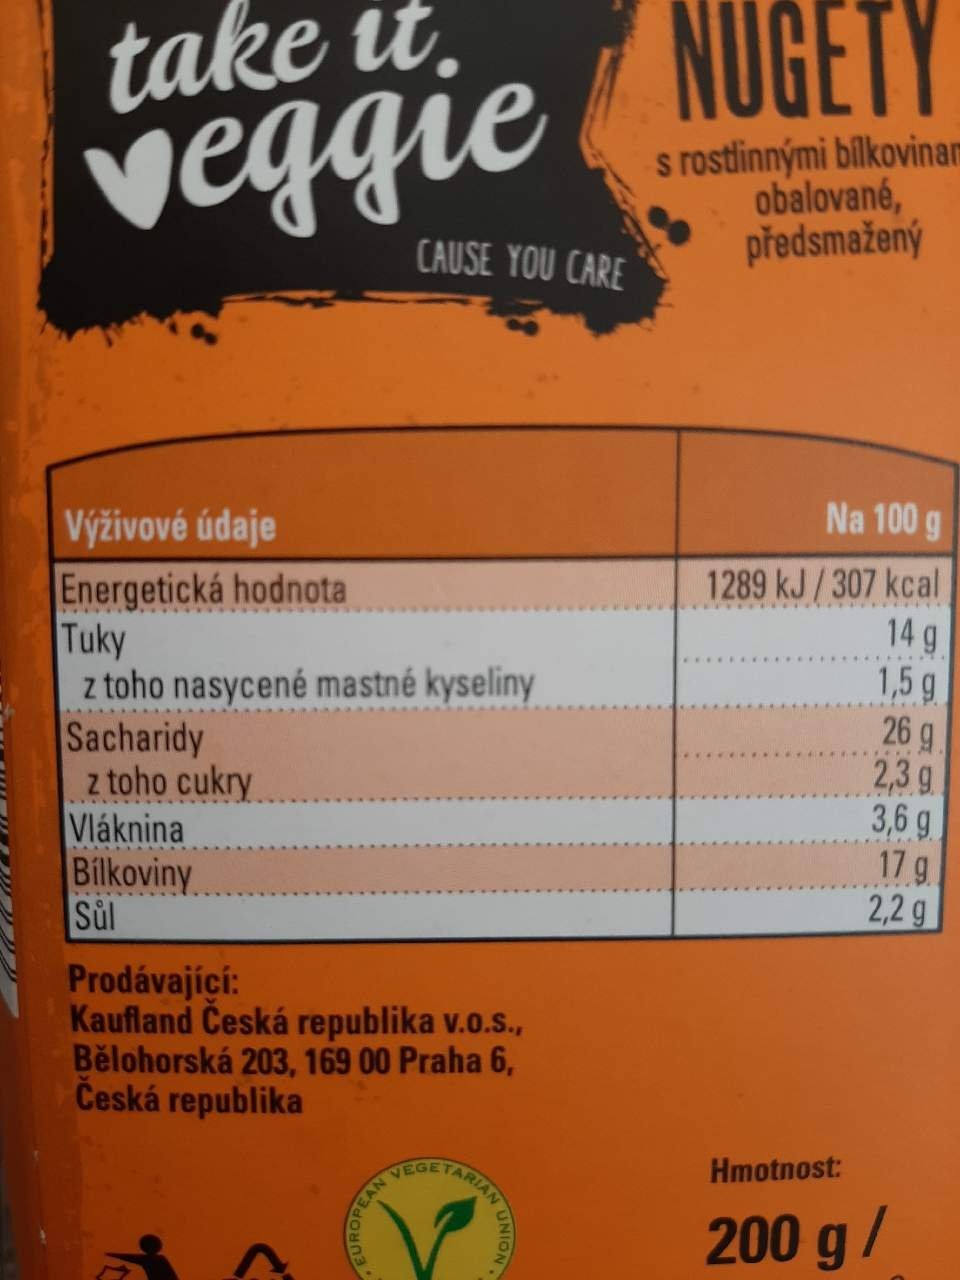 take it
veggie
CAUSE YOU CARE
NUGETY
s rostlinnými
obalované,
předsmažený
Výživové údaje Na 100 g
Energetická hodnota 1289 kJ / 307 kcal
Tuky 14 g
z toho nasycené mastné kyseliny 1,5 g
Sacharidy 26 g
z toho cukry 2,3 g
Vláknina 3,6 g
Bílkoviny 17 g
Sůl 2,2 g
Prodávající:
Kaufland Česká republika v.o.s.,
Bělohorská 203, 169 00 Praha 6,
Česká republika
EUROPEAN VEGETARIAN UNION
Hmotnost:
200 g /